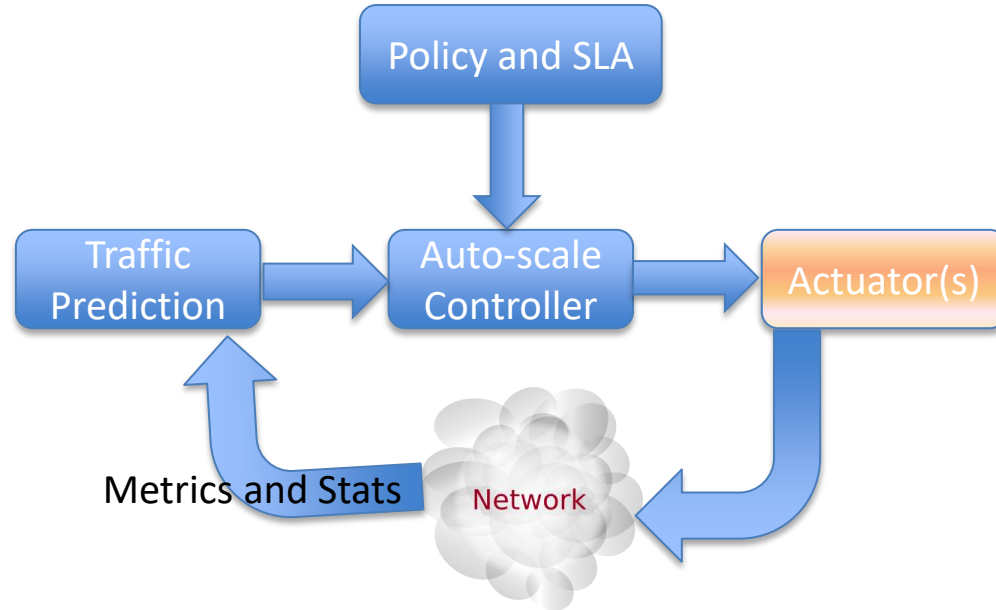 Policy and SLA
Traffic
Prediction
Auto-scale
Controller
Actuator(s)
Metrics and Stats
Network